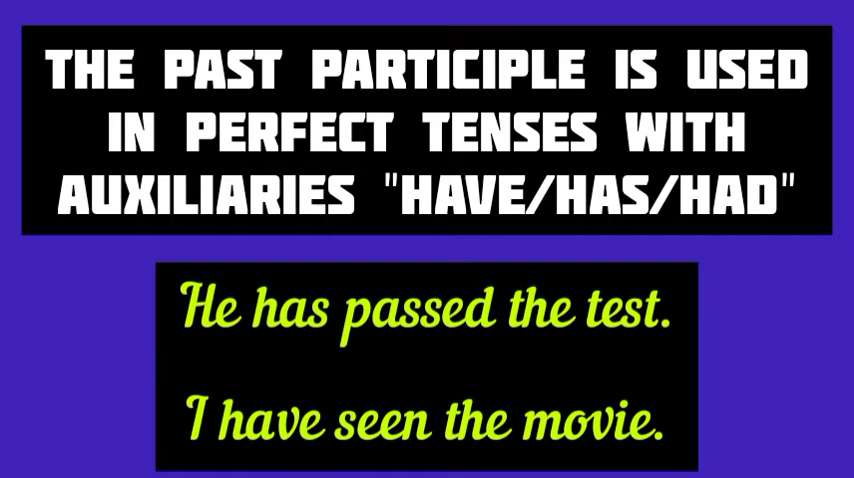 THE PAST PARTICIPLE IS USED
IN PERFECT TENSES WITH
AUXILIARIES "HAVE/HAS/HAD"
He has passed the test.
I have seen the movie.